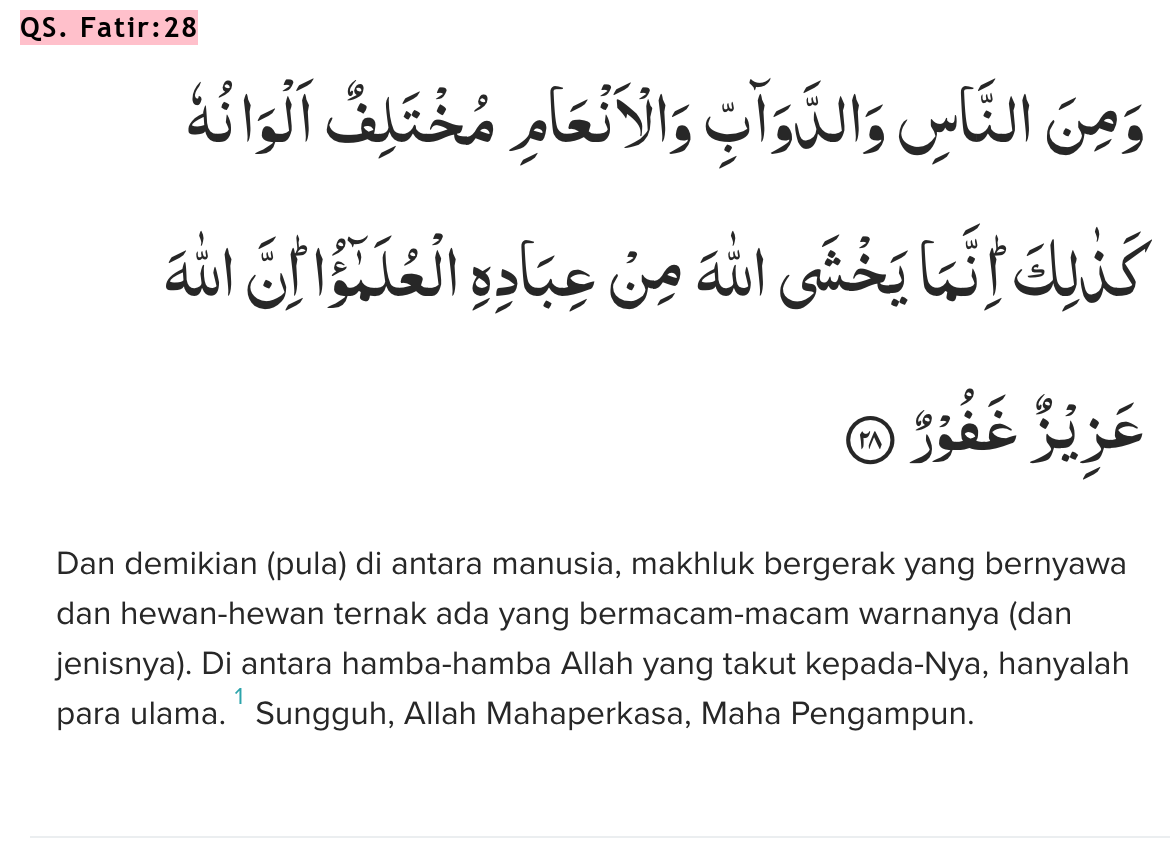 QS. Fatir:28
وَمِنَ النَّاسِ وَالدَّوَاۤبِّ وَالْاَنْعَامِ مُخْتَلِفٌ اَلْوَانُهٗ
كَذٰلِكَۗ اِنَّمَا يَخْشَى اللّٰهَ مِنْ عِبَادِهِ الْعُلَمٰۤؤُاۗ اِنَّ اللّٰهَ
عَزِيْزٌ غَفُوْرٌ ٢٨
Dan demikian (pula) di antara manusia, makhluk bergerak yang bernyawa
dan hewan-hewan ternak ada yang bermacam-macam warnanya (dan
jenisnya). Di antara hamba-hamba Allah yang takut kepada-Nya, hanyalah
para ulama. 1 Sungguh, Allah Mahaperkasa, Maha Pengampun.